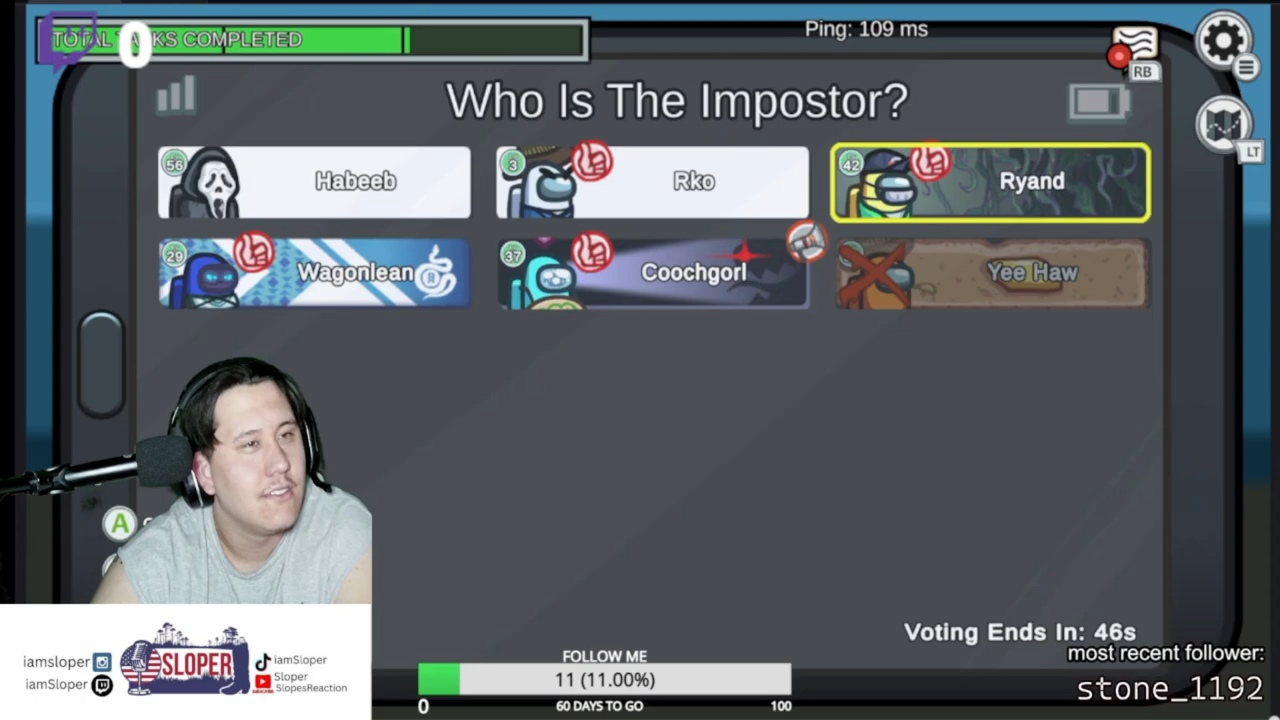 TOTAL TASKS COMPLETED
0
Ping: 109 ms
RB
Who Is The Impostor?
LT
56
Habeeb
3
Rko
42
Ryand
29
Wagonlean
37
Coochgorl
Yee Haw
A
Voting Ends In: 46s
most recent follower:
stone_1192
iamsloper
iamSloper
SLOPER
iamSloper
Sloper
SlopesReaction
FOLLOW ME
11 (11.00%)
0
60 DAYS TO GO
100